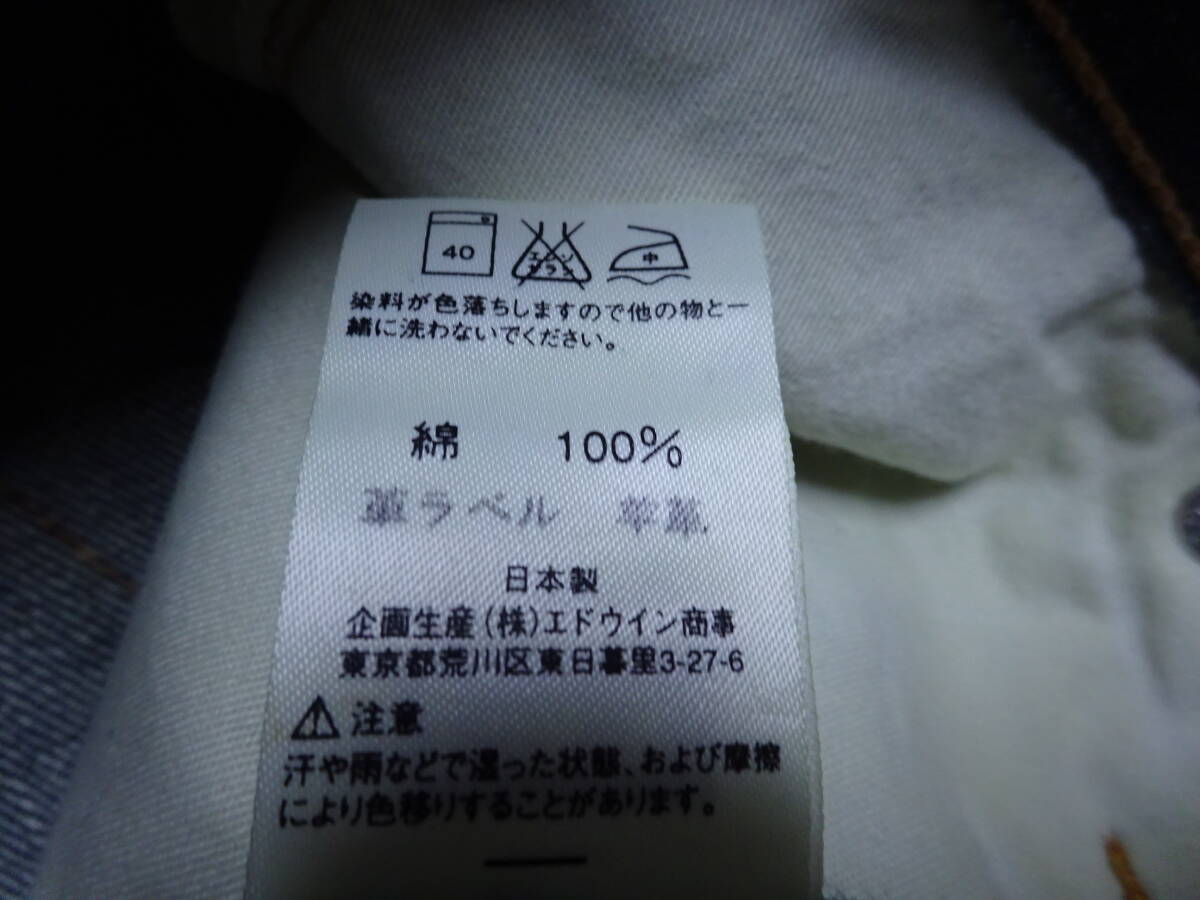 40
エンソ
サラシ
中
染料が色落ちしますので他の物と一
緒に洗わないでください。
綿 100%
革ラベル 羊革
日本製
企画生産(株)エドウイン商事
東京都荒川区東日暮里3-27-6
注意
汗や雨などで湿った状態、および摩擦
により色移りすることがあります。